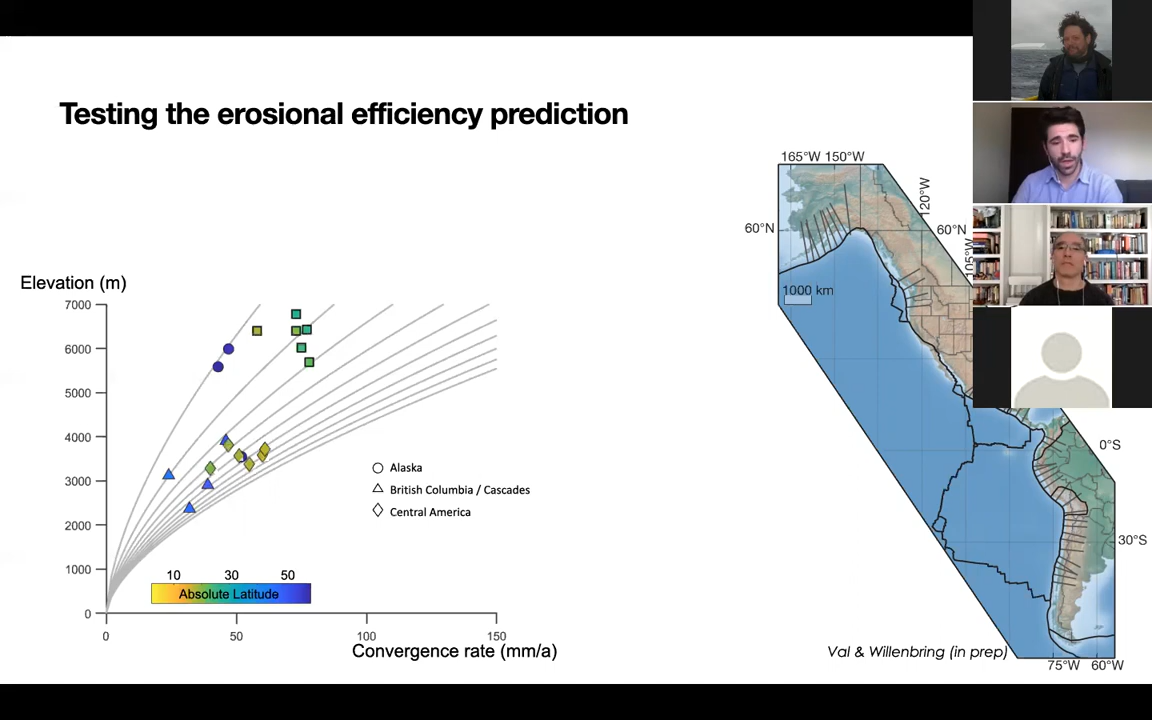 Testing the erosional efficiency prediction
Elevation (m)
7000
6000
5000
4000
3000
2000
1000
0
0
50
100
150
Convergence rate (mm/a)
Alaska
British Columbia / Cascades
Central America
10
30
50
Absolute Latitude
165°W 150°W
120°W
105°W
60°N
60°N
1000 km
0°S
30°S
75°W 60°W
Val & Willenbring (in prep)